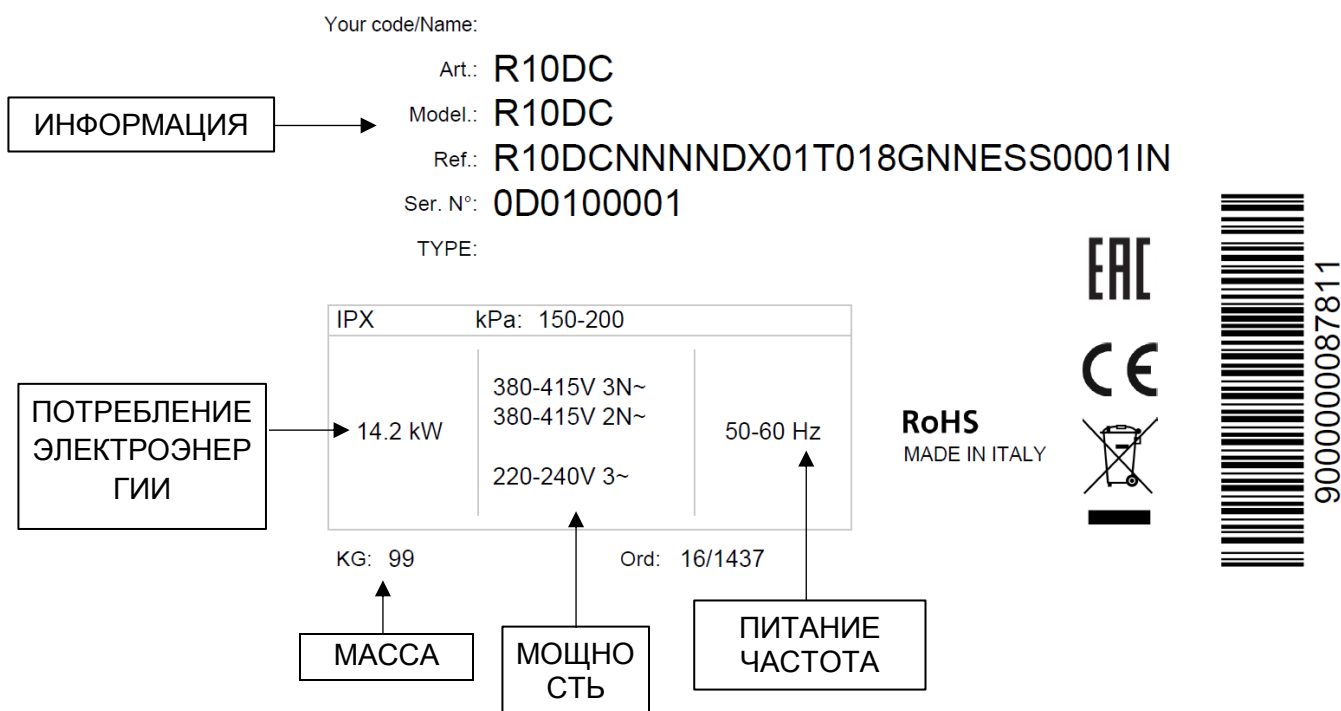 Your code/Name:
Art.: R10DC
Model.: R10DC
ИНФОРМАЦИЯ
Ref.: R10DCNNNNDX01T018GNNESS0001IN
Ser. N°: 0D0100001
TYPE:
EAC
IPX kPa: 150-200
CE
380-415V 3N~
380-415V 2N~
14.2 kW
50-60 Hz
220-240V 3~
ПОТРЕБЛЕНИЕ
ЭЛЕКТРОЭНЕР
ГИИ
RoHS
MADE IN ITALY
900000087811
KG: 99
Ord: 16/1437
МАССА
МОЩНО
СТЬ
ПИТАНИЕ
ЧАСТОТА